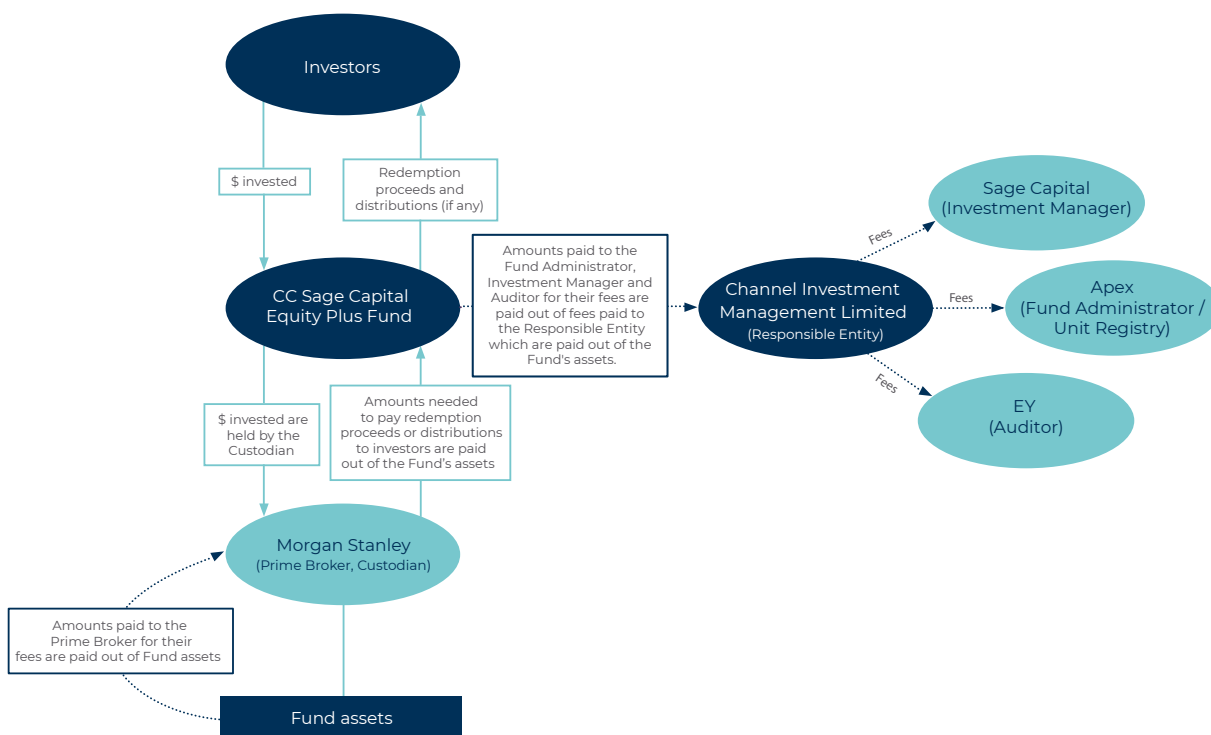 Investors
$ invested
Redemption
proceeds and
distributions (if any)
Sage Capital
(Investment Manager)
Fees
Amounts paid to the
Fund Administrator,
Investment Manager and
Auditor for their fees are
paid out of fees paid to
the Responsible Entity
which are paid out of the
Fund's assets.
CC Sage Capital
Equity Plus Fund
Channel Investment
Management Limited
(Responsible Entity)
Fees
Apex
(Fund Administrator /
Unit Registry)
Fees
EY
(Auditor)
$ invested are
held by the
Custodian
Amounts needed
to pay redemption
proceeds or distributions
to investors are paid
out of the Fund’s assets
Morgan Stanley
(Prime Broker, Custodian)
Amounts paid to the
Prime Broker for their
fees are paid out of Fund assets
Fund assets